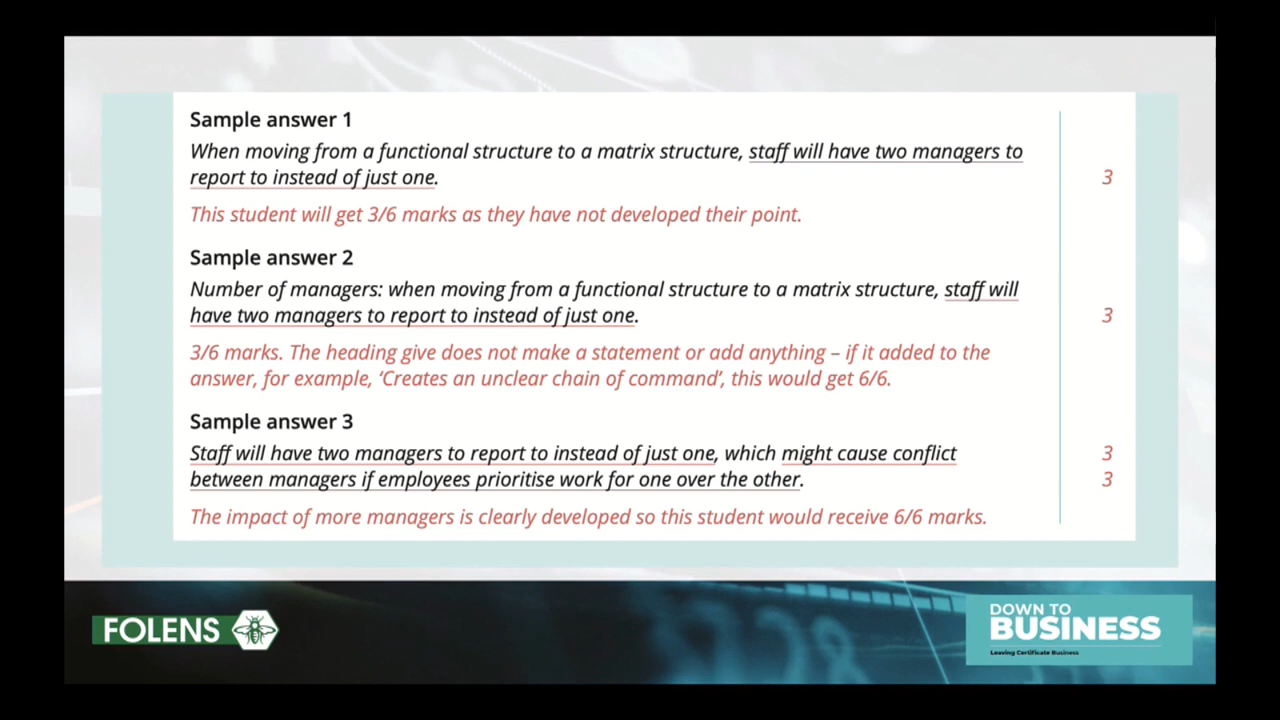 Sample answer 1
When moving from a functional structure to a matrix structure, staff will have two managers to
report to instead of just one. 3
This student will get 3/6 marks as they have not developed their point.
Sample answer 2
Number of managers: when moving from a functional structure to a matrix structure, staff will
have two managers to report to instead of just one. 3
3/6 marks. The heading give does not make a statement or add anything – if it added to the
answer, for example, ‘Creates an unclear chain of command’, this would get 6/6.
Sample answer 3
Staff will have two managers to report to instead of just one, which might cause conflict 3
between managers if employees prioritise work for one over the other. 3
The impact of more managers is clearly developed so this student would receive 6/6 marks.
FOLENS
DOWN TO
BUSINESS
Leaving Certificate Business